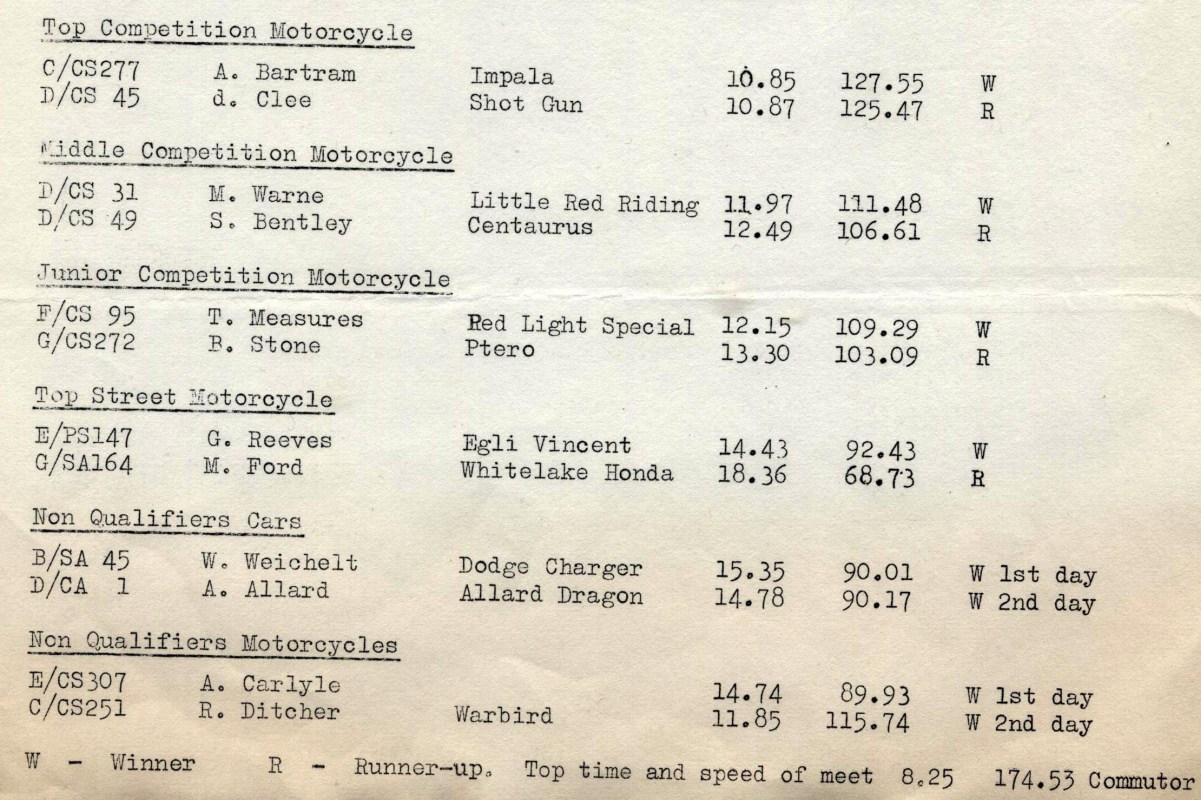 Top Competition Motorcycle
C/CS277 A. Bartram Impala 10.85 127.55 W
D/CS 45 d. Clee Shot Gun 10.87 125.47 R
Middle Competition Motorcycle
D/CS 31 M. Warne Little Red Riding 11.97 111.48 W
D/CS 49 S. Bentley Centaurus 12.49 106.61 R
Junior Competition Motorcycle
F/CS 95 T. Measures Red Light Special 12.15 109.29 W
G/CS272 B. Stone Ptero 13.30 103.09 R
Top Street Motorcycle
E/PS147 G. Reeves Egli Vincent 14.43 92.43 W
G/SA164 M. Ford Whitelake Honda 18.36 68.73 R
Non Qualifiers Cars
B/SA 45 W. Weichelt Dodge Charger 15.35 90.01 W 1st day
D/CA 1 A. Allard Allard Dragon 14.78 90.17 W 2nd day
Non Qualifiers Motorcycles
E/CS307 A. Carlyle 14.74 89.93 W 1st day
C/CS251 R. Ditcher Warbird 11.85 115.74 W 2nd day
W - Winner R - Runner-up. Top time and speed of meet 8.25 174.53 Commutor